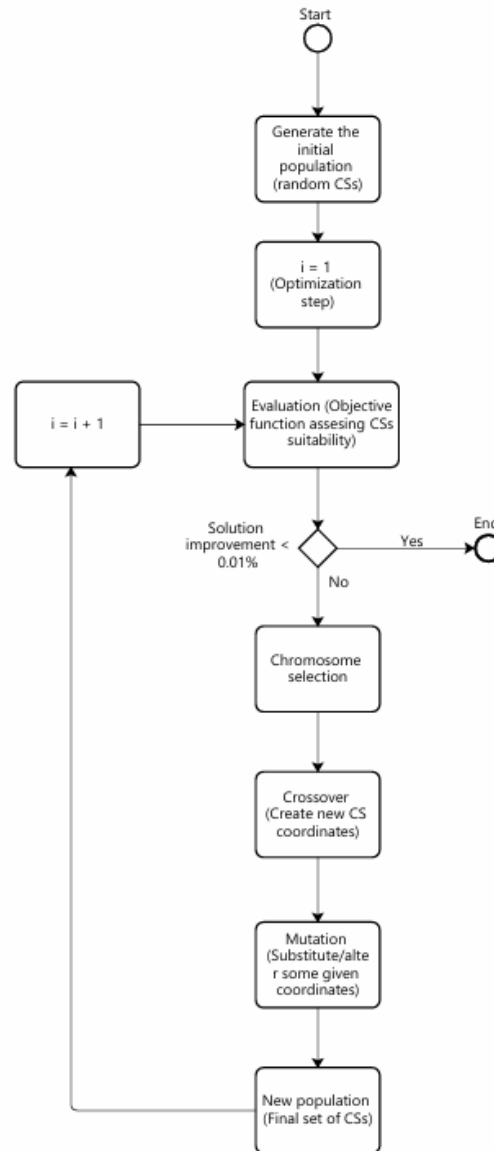 Start
Generate the
initial
population
(random CSs)
i = 1
(Optimization
step)
i = i + 1
Evaluation (Objective
function assesing CSs
suitability)
Solution
improvement <
0.01%
Yes
End
No
Chromosome
selection
Crossover
(Create new CS
coordinates)
Mutation
(Substitute/alte
r some given
coordinates)
New population
(Final set of CSs)